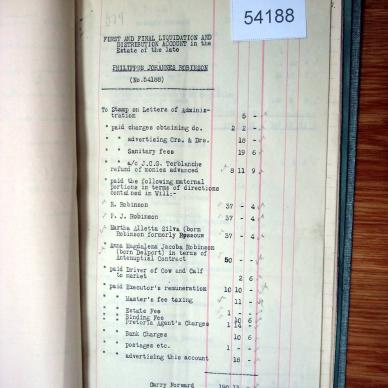 54188
FIRST AND FINAL LIQUIDATION AND
DISTRIBUTION ACCOUNT in the
Estate of the late
PHILIPPUS JOHANNES ROBINSON
(No.54188)
To Stamp on Letters of Adminis-
tration 5 -
" paid charges obtaining do. 2 2 -
" " advertising Crs. & Drs. 18 -
" " Sanitary fees 19 6
" " a/c J.C.G. Terblanche
refund of monies advanced 8 11 9
" paid the following maternal
portions in terms of directions
contained in Will:-
R. Robinson 37 - 4
P. J. Robinson 37 - 4
Martha Alletta Silva (born
Robinson formerly 37 - 4
Anna Magdalena Jacoba Robinson
(born Delport) in terms of
Antenuptial Contract 50 - -
" paid Driver of Cow and Calf
to market 2 6
" paid Executor's remuneration 10 10 -
" " Master's fee taxing 11 -
" " Estate Fee 1 - -
" " Binding Fee 10 6
" " Pretoria Agent's Charges 1 14 -
" " Bank Charges 10 6
" " postages etc. 1 - -
" " advertising this account 18 -
Carry Forward